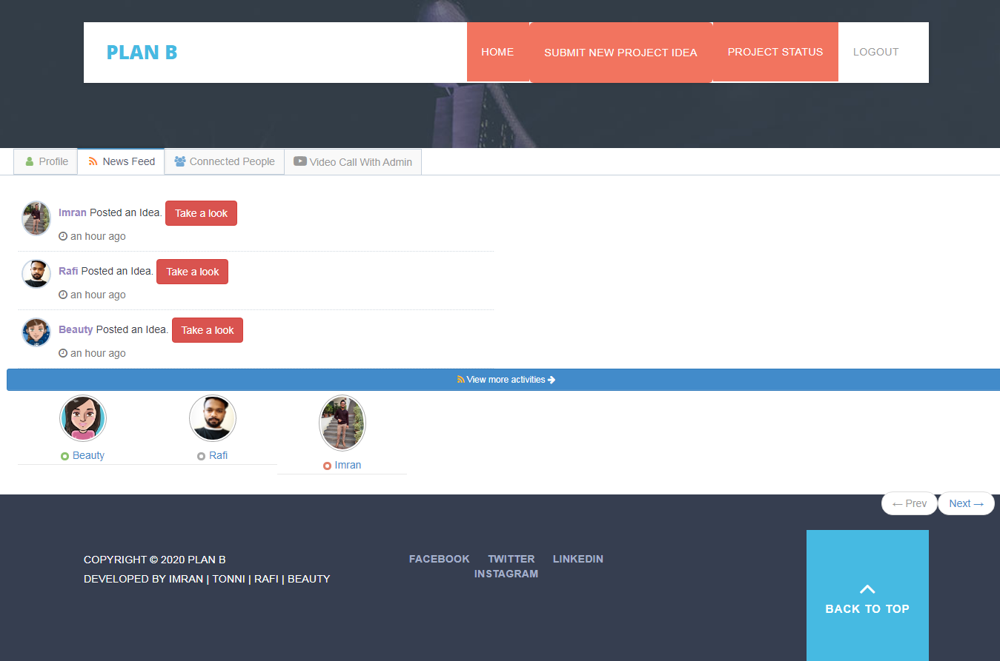 PLAN B
HOME SUBMIT NEW PROJECT IDEA PROJECT STATUS LOGOUT
Profile News Feed Connected People Video Call With Admin
Imran Posted an Idea. Take a look
an hour ago
Rafi Posted an Idea. Take a look
an hour ago
Beauty Posted an Idea. Take a look
an hour ago
View more activities →
Beauty Rafi Imran
← Prev Next →
COPYRIGHT © 2020 PLAN B
DEVELOPED BY IMRAN | TONNI | RAFI | BEAUTY
FACEBOOK TWITTER LINKEDIN
INSTAGRAM
BACK TO TOP